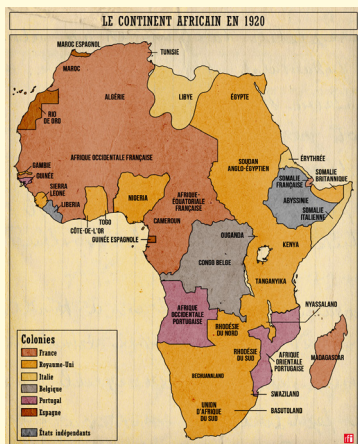 LE CONTINENT AFRICAIN EN 1920
MAROC ESPAGNOL
TUNISIE
MAROC
ALGÉRIE
LIBYE
ÉGYPTE
RIO
DE ORO
AFRIQUE OCCIDENTALE FRANÇAISE
SOUDAN
ANGLO-ÉGYPTIEN
ÉRYTHRÉE
GAMBIE
GUINÉE
SIERRA
LEONE
LIBERIA
NIGERIA
AFRIQUE-
ÉQUATORIALE
FRANÇAISE
SOMALIE
FRANÇAISE
SOMALIE
BRITANNIQUE
ABYSSINIE
SOMALIE
ITALIENNE
TOGO
CÔTE-DE-L'OR
CAMEROUN
GUINÉE ESPAGNOLE
OUGANDA
KENYA
CONGO BELGE
TANGANYIKA
NYASSALAND
AFRIQUE
OCCIDENTALE
PORTUGAISE
RHODÉSIE
DU NORD
RHODÉSIE
DU SUD
AFRIQUE
ORIENTALE
PORTUGAISE
MADAGASCAR
BECHUANALAND
SWAZILAND
UNION
D'AFRIQUE
DU SUD
BASUTOLAND
Colonies
France
Royaume-Uni
Italie
Belgique
Portugal
Espagne
États indépendants
rfi